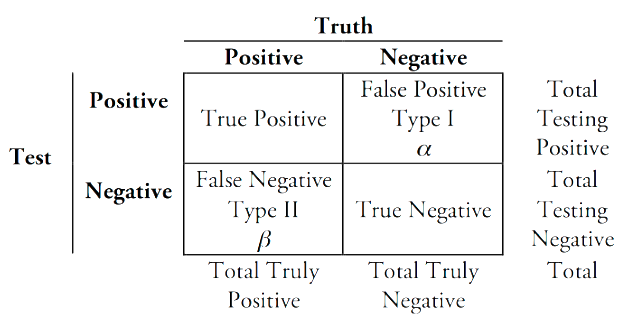 Truth
Positive Negative
Positive
True Positive
False Positive
Type I
α
Total
Testing
Positive
Test
Negative
False Negative
Type II
β
True Negative
Total
Testing
Negative
Total Truly
Positive
Total Truly
Negative
Total